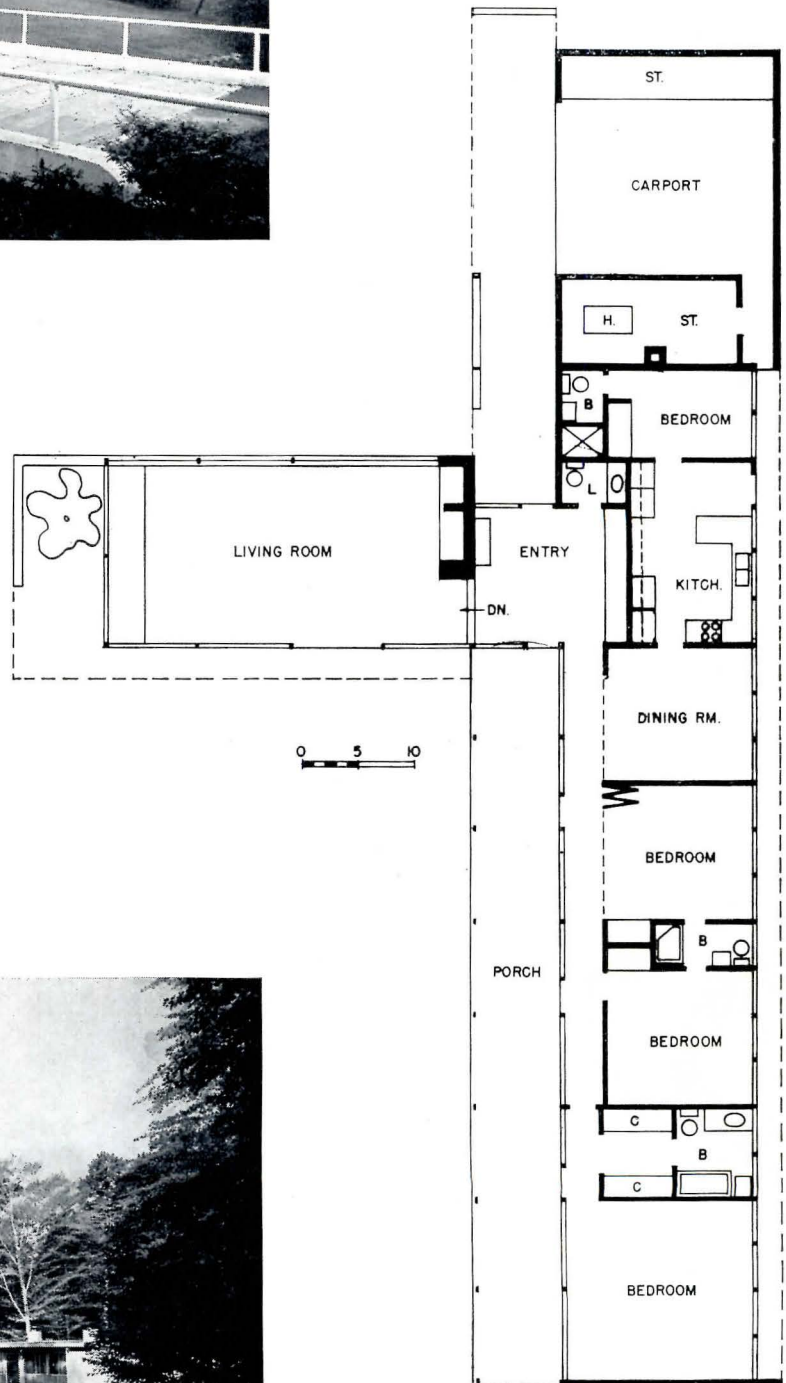 ST.
CARPORT
H. ST.
B
BEDROOM
L
LIVING ROOM
ENTRY
KITCH.
DN.
DINING RM.
0 5 10
BEDROOM
B
PORCH
BEDROOM
C
B
C
BEDROOM